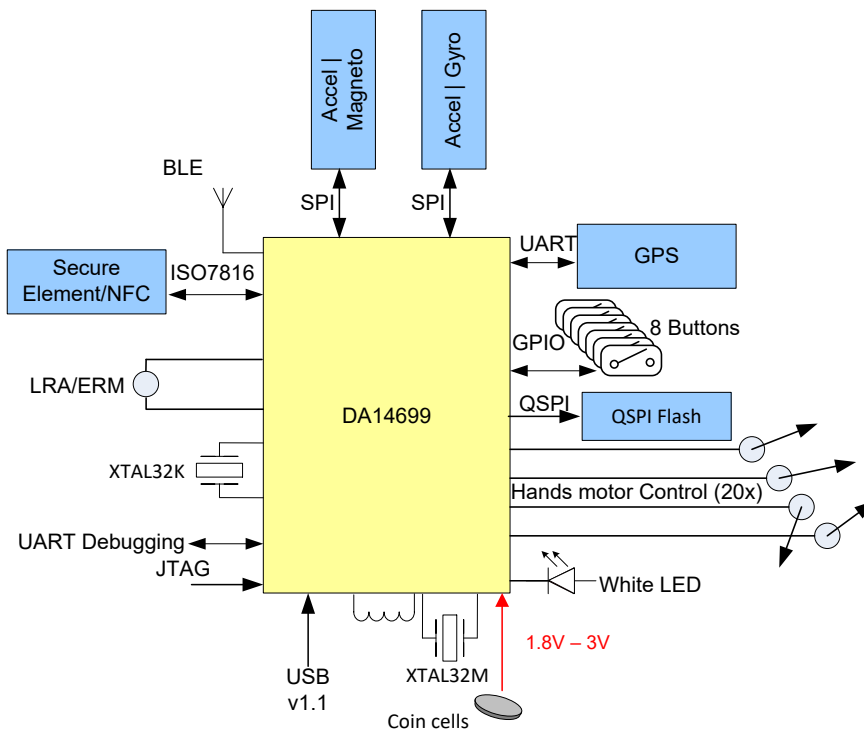 Accel |
Magneto
Accel | Gyro
BLE
SPI
SPI
UART
GPS
Secure
Element/NFC
ISO7816
8 Buttons
GPIO
LRA/ERM
DA14699
QSPI
QSPI Flash
XTAL32K
Hands motor Control (20x)
UART Debugging
JTAG
White LED
1.8V – 3V
USB
v1.1
XTAL32M
Coin cells